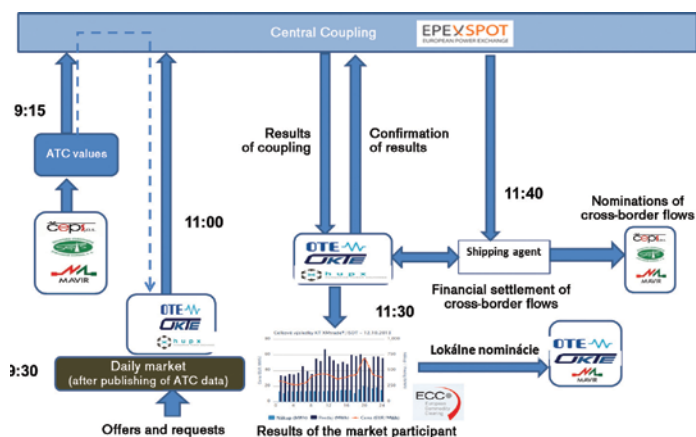 Central Coupling
EPEXSPOT
EUROPEAN POWER EXCHANGE
9:15
ATC values
Results
of coupling
Confirmation
of results
11:00
11:40
Nominations of
cross-border flows
čeps
MAVIR
OTE
OKTE
hupx
Shipping agent
MAVIR
Financial settlement of
cross-border flows
OTE
OKTE
hupx
11:30
9:30
Daily market
(after publishing of ATC data)
Lokálne nominácie
OTE
OKTE
MAVIR
ECC
Offers and requests
Results of the market participant